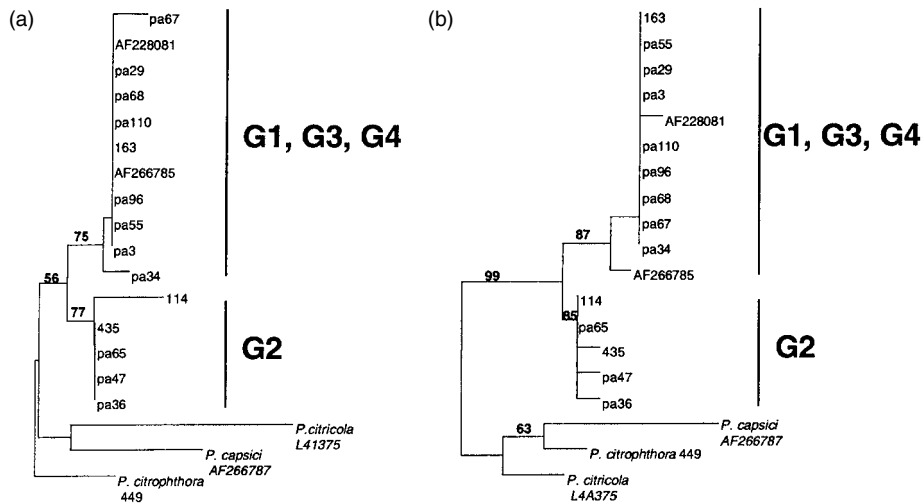 (a)
pa67
AF228081
pa29
pa68
pa110
163
AF266785
pa96
pa55
75
pa3
pa34
56
77
114
435
pa65
pa47
pa36
G1, G3, G4
G2
P.citricola
L41375
P. capsici
AF266787
P. citrophthora
449
(b)
163
pa55
pa29
pa3
AF228081
pa110
pa96
pa68
pa67
87
pa34
AF266785
99
114
85
pa65
435
pa47
pa36
G1, G3, G4
G2
P. capsici
AF266787
63
P. citrophthora 449
P. citricola
L4A375